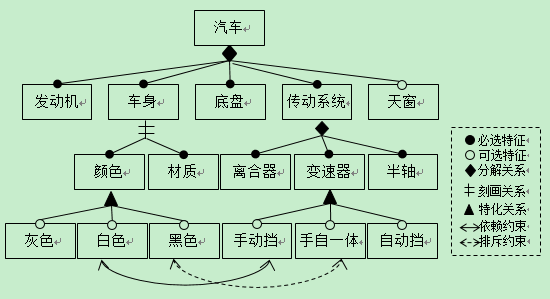 汽车
发动机
车身
底盘
传动系统
天窗
颜色
材质
离合器
变速器
半轴
灰色
白色
黑色
手动挡
手自一体
自动挡
必选特征
可选特征
分解关系
刻画关系
特化关系
依赖约束
排斥约束